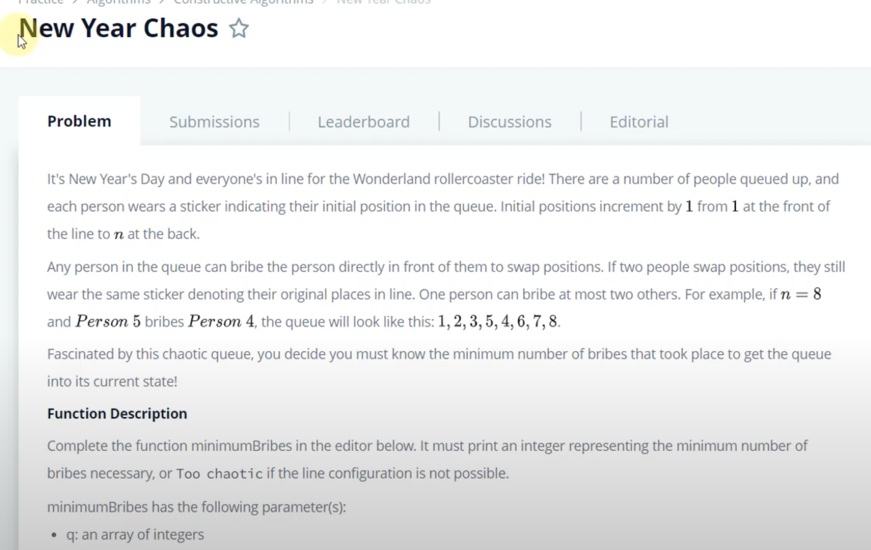 Practice > Algorithms > Constructive Algorithms > New Year Chaos
New Year Chaos
Problem Submissions Leaderboard Discussions Editorial
It's New Year's Day and everyone's in line for the Wonderland rollercoaster ride! There are a number of people queued up, and
each person wears a sticker indicating their initial position in the queue. Initial positions increment by 1 from 1 at the front of
the line to n at the back.
Any person in the queue can bribe the person directly in front of them to swap positions. If two people swap positions, they still
wear the same sticker denoting their original places in line. One person can bribe at most two others. For example, if n = 8
and Person 5 bribes Person 4, the queue will look like this: 1, 2, 3, 5, 4, 6, 7, 8.
Fascinated by this chaotic queue, you decide you must know the minimum number of bribes that took place to get the queue
into its current state!
Function Description
Complete the function minimumBribes in the editor below. It must print an integer representing the minimum number of
bribes necessary, or Too chaotic if the line configuration is not possible.
minimumBribes has the following parameter(s):
• q: an array of integers